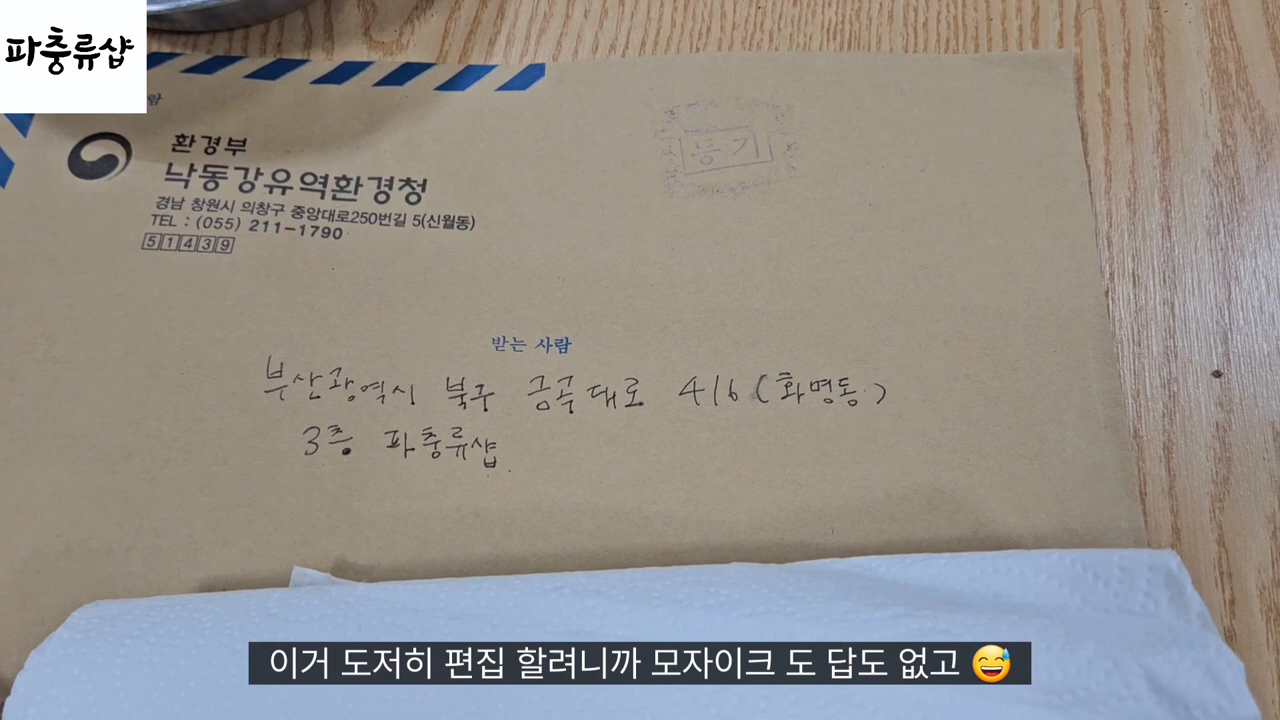 파충류샵
람
환경부
낙동강유역환경청
경남 창원시 의창구 중앙대로250번길 5(신월동)
TEL : (055) 211-1790
51439
등기
받는 사람
부산광역시 북구 금곡대로 416(화명동)
3층 파충류샵.
이거 도저히 편집 할려니까 모자이크 도 답도 없고 😅